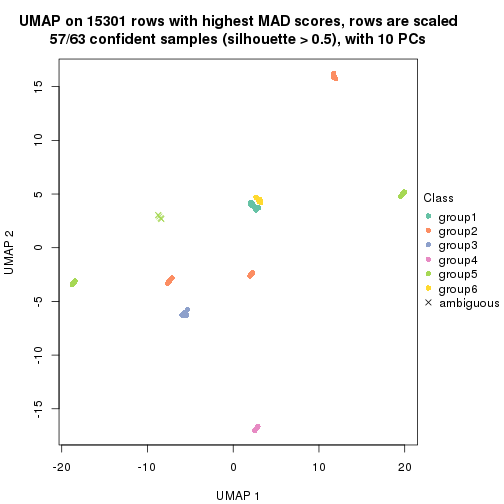 UMAP on 15301 rows with highest MAD scores, rows are scaled
57/63 confident samples (silhouette > 0.5), with 10 PCs
15
10
5
0
-5
-10
-15
UMAP 2
-20
-10
0
10
20
UMAP 1
Class
group1
group2
group3
group4
group5
group6
ambiguous